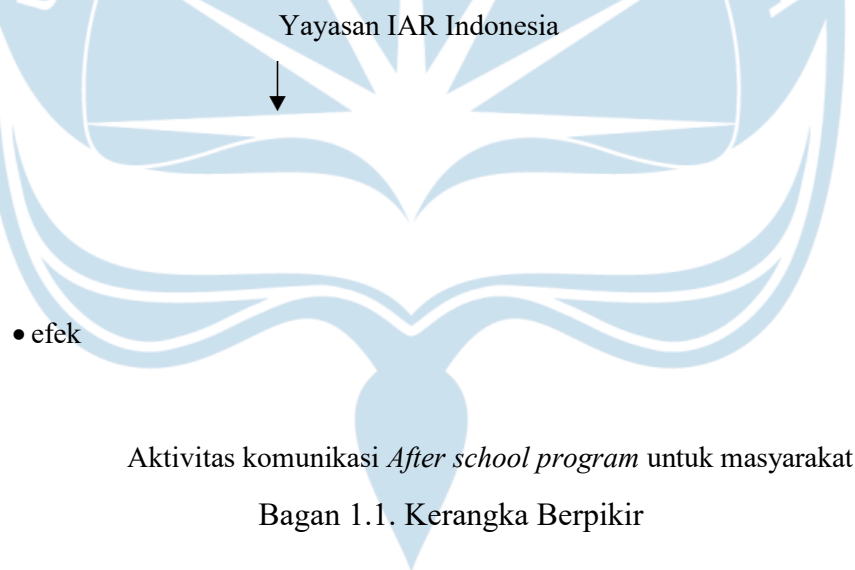 Yayasan IAR Indonesia
• efek
Aktivitas komunikasi After school program untuk masyarakat
Bagan 1.1. Kerangka Berpikir